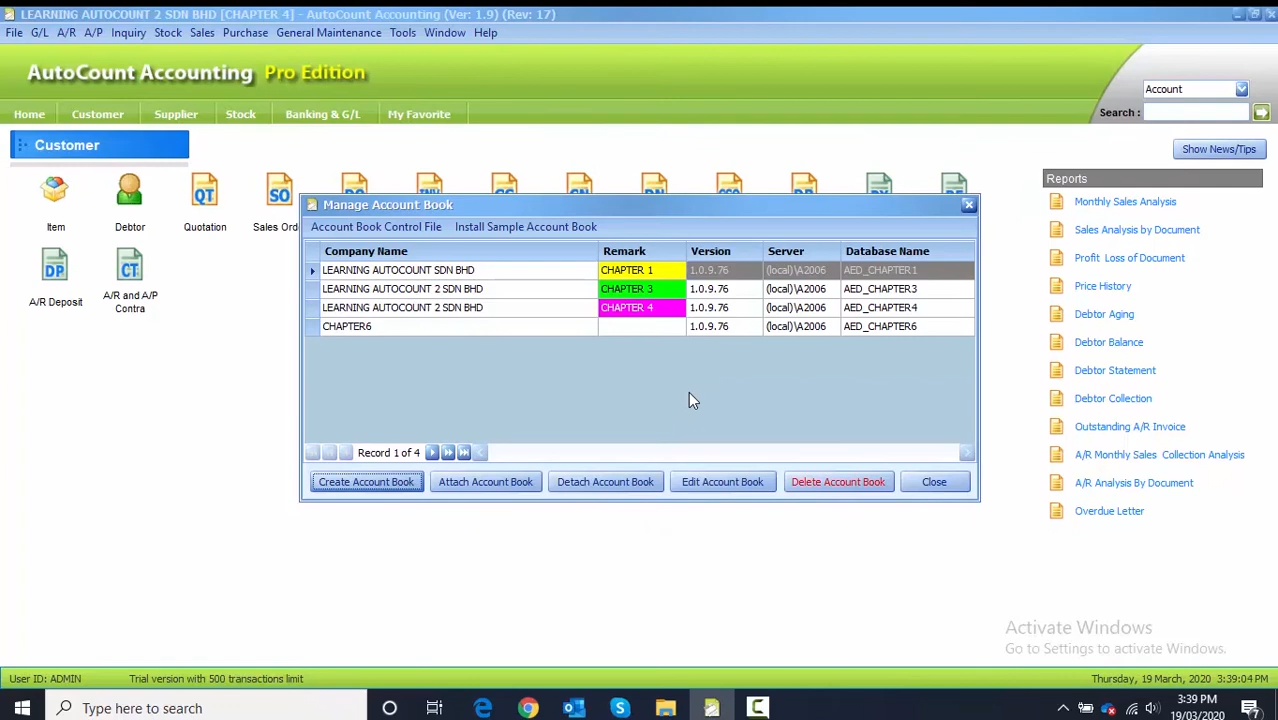 LEARNING AUTOCOUNT 2 SDN BHD [CHAPTER 4] - AutoCount Accounting (Ver: 1.9) (Rev: 17)
File G/L A/R A/P Inquiry Stock Sales Purchase General Maintenance Tools Window Help
AutoCount Accounting Pro Edition
Account
Search :
Home Customer Supplier Stock Banking & G/L My Favorite
Customer
Show News/Tips
QT SO
Item Debtor Quotation Sales Ord
DP CT
A/R Deposit A/R and A/P
Contra
Manage Account Book
Account Book Control File Install Sample Account Book
Company Name Remark Version Server Database Name
LEARNING AUTOCOUNT SDN BHD CHAPTER 1 1.0.9.76 (local)\A2006 AED_CHAPTER1
LEARNING AUTOCOUNT 2 SDN BHD CHAPTER 3 1.0.9.76 (local)\A2006 AED_CHAPTER3
LEARNING AUTOCOUNT 2 SDN BHD CHAPTER 4 1.0.9.76 (local)\A2006 AED_CHAPTER4
CHAPTER6 1.0.9.76 (local)\A2006 AED_CHAPTER6
Record 1 of 4
Create Account Book Attach Account Book Detach Account Book Edit Account Book Delete Account Book Close
Reports
Monthly Sales Analysis
Sales Analysis by Document
Profit Loss of Document
Price History
Debtor Aging
Debtor Balance
Debtor Statement
Debtor Collection
Outstanding A/R Invoice
A/R Monthly Sales Collection Analysis
A/R Analysis By Document
Overdue Letter
Activate Windows
Go to Settings to activate Windows.
User ID: ADMIN Trial version with 500 transactions limit Thursday, 19 March, 2020 3:39:04 PM
Type here to search
3:39 PM
19/03/2020
7